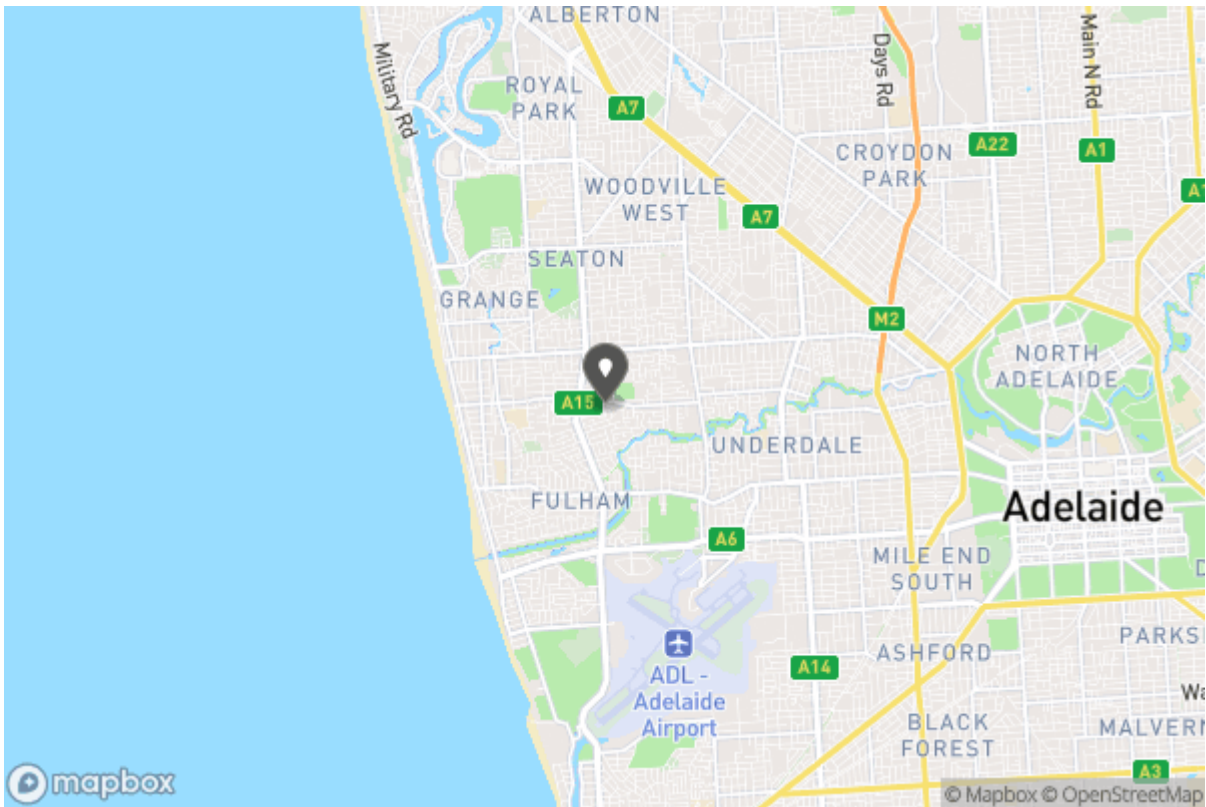 ALBERTON
Military Rd
Days Rd
Main N Rd
ROYAL
PARK
A7
A22
A1
CROYDON
PARK
WOODVILLE
WEST
A7
SEATON
GRANGE
M2
NORTH
ADELAIDE
A15
UNDERDALE
FULHAM
Adelaide
A6
MILE END
SOUTH
ADL -
Adelaide
Airport
A14
ASHFORD
BLACK
FOREST
MALVERN
A3
mapbox
© Mapbox © OpenStreetMap